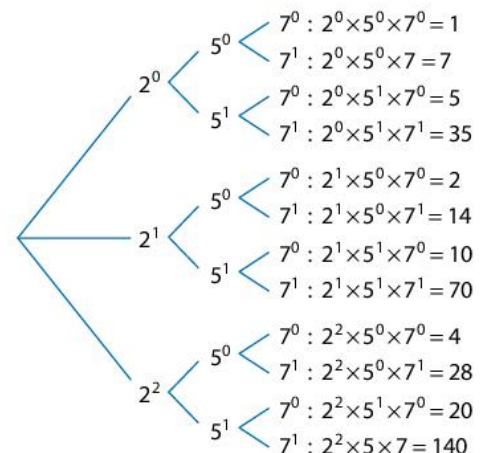 7⁰ : 2⁰×5⁰×7⁰ = 1
5⁰
7¹ : 2⁰×5⁰×7 = 7
2⁰
7⁰ : 2⁰×5¹×7⁰ = 5
5¹
7¹ : 2⁰×5¹×7¹ = 35
7⁰ : 2¹×5⁰×7⁰ = 2
5⁰
7¹ : 2¹×5⁰×7¹ = 14
2¹
7⁰ : 2¹×5¹×7⁰ = 10
5¹
7¹ : 2¹×5¹×7¹ = 70
7⁰ : 2²×5⁰×7⁰ = 4
5⁰
7¹ : 2²×5⁰×7¹ = 28
2²
7⁰ : 2²×5¹×7⁰ = 20
5¹
7¹ : 2²×5×7 = 140